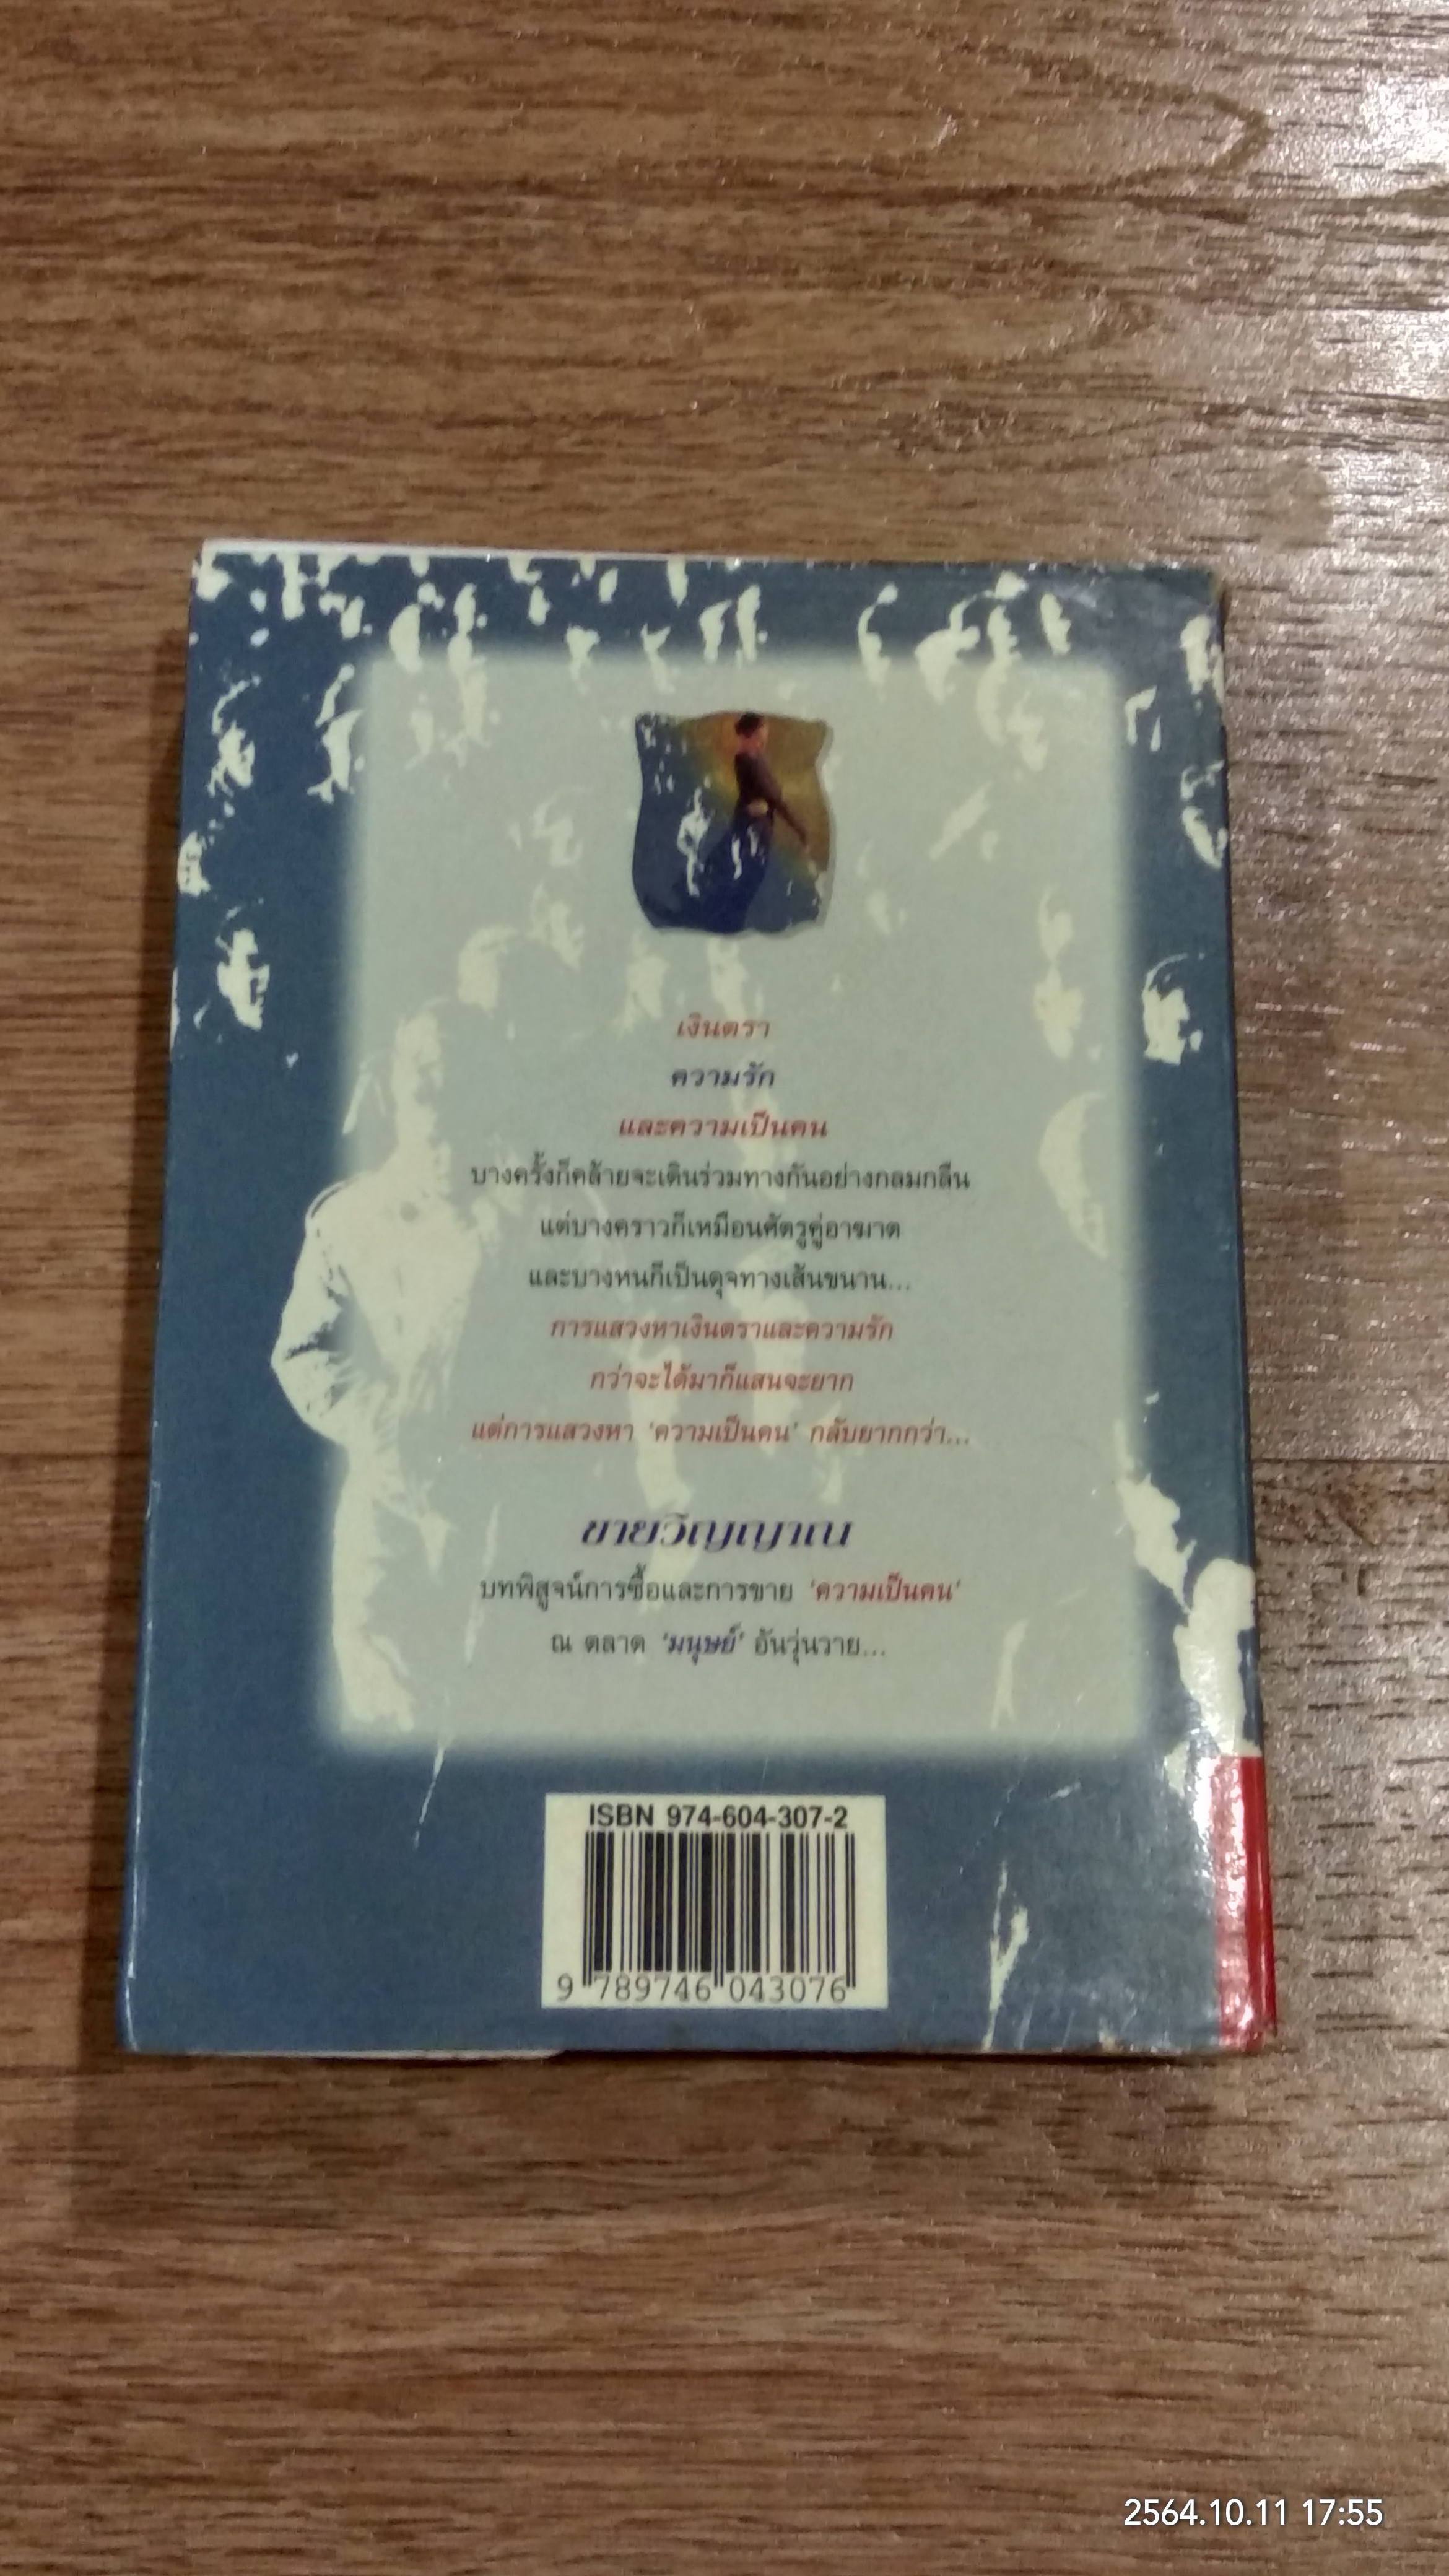 เงินตรา
ความรัก
และความเป็นคน
บางครั้งก็คล้ายจะเดินร่วมทางกันอย่างกลมกลืน
แต่บางคราวก็เหมือนศัตรูคู่อาฆาต
และบางหนก็เป็นดุจทางเส้นขนาน...
การแสวงหาเงินตราและความรัก
กว่าจะได้มาก็แสนจะยาก
แต่การแสวงหา 'ความเป็นคน' กลับยากกว่า...
ขายวิญญาณ
บทพิสูจน์การซื้อและการขาย 'ความเป็นคน'
ณ ตลาด 'มนุษย์' อันวุ่นวาย...
ISBN 974-604-307-2
9 789746 043076
2564.10.11 17:55